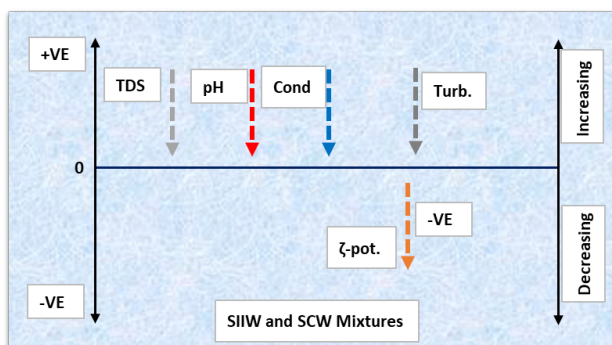 +VE
TDS
pH
Cond
Turb.
Increasing
0
-VE
ζ-pot.
Decreasing
-VE
SIIW and SCW Mixtures